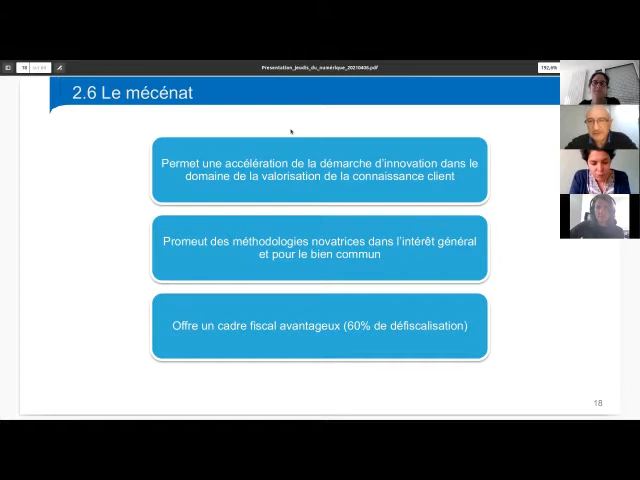 18
Presentation_jeudis_du_numérique_20210408.pdf
192,6%
2.6 Le mécénat
Permet une accélération de la démarche d'innovation dans le
domaine de la valorisation de la connaissance client
Promeut des méthodologies novatrices dans l'intérêt général
et pour le bien commun
Offre un cadre fiscal avantageux (60% de défiscalisation)
18